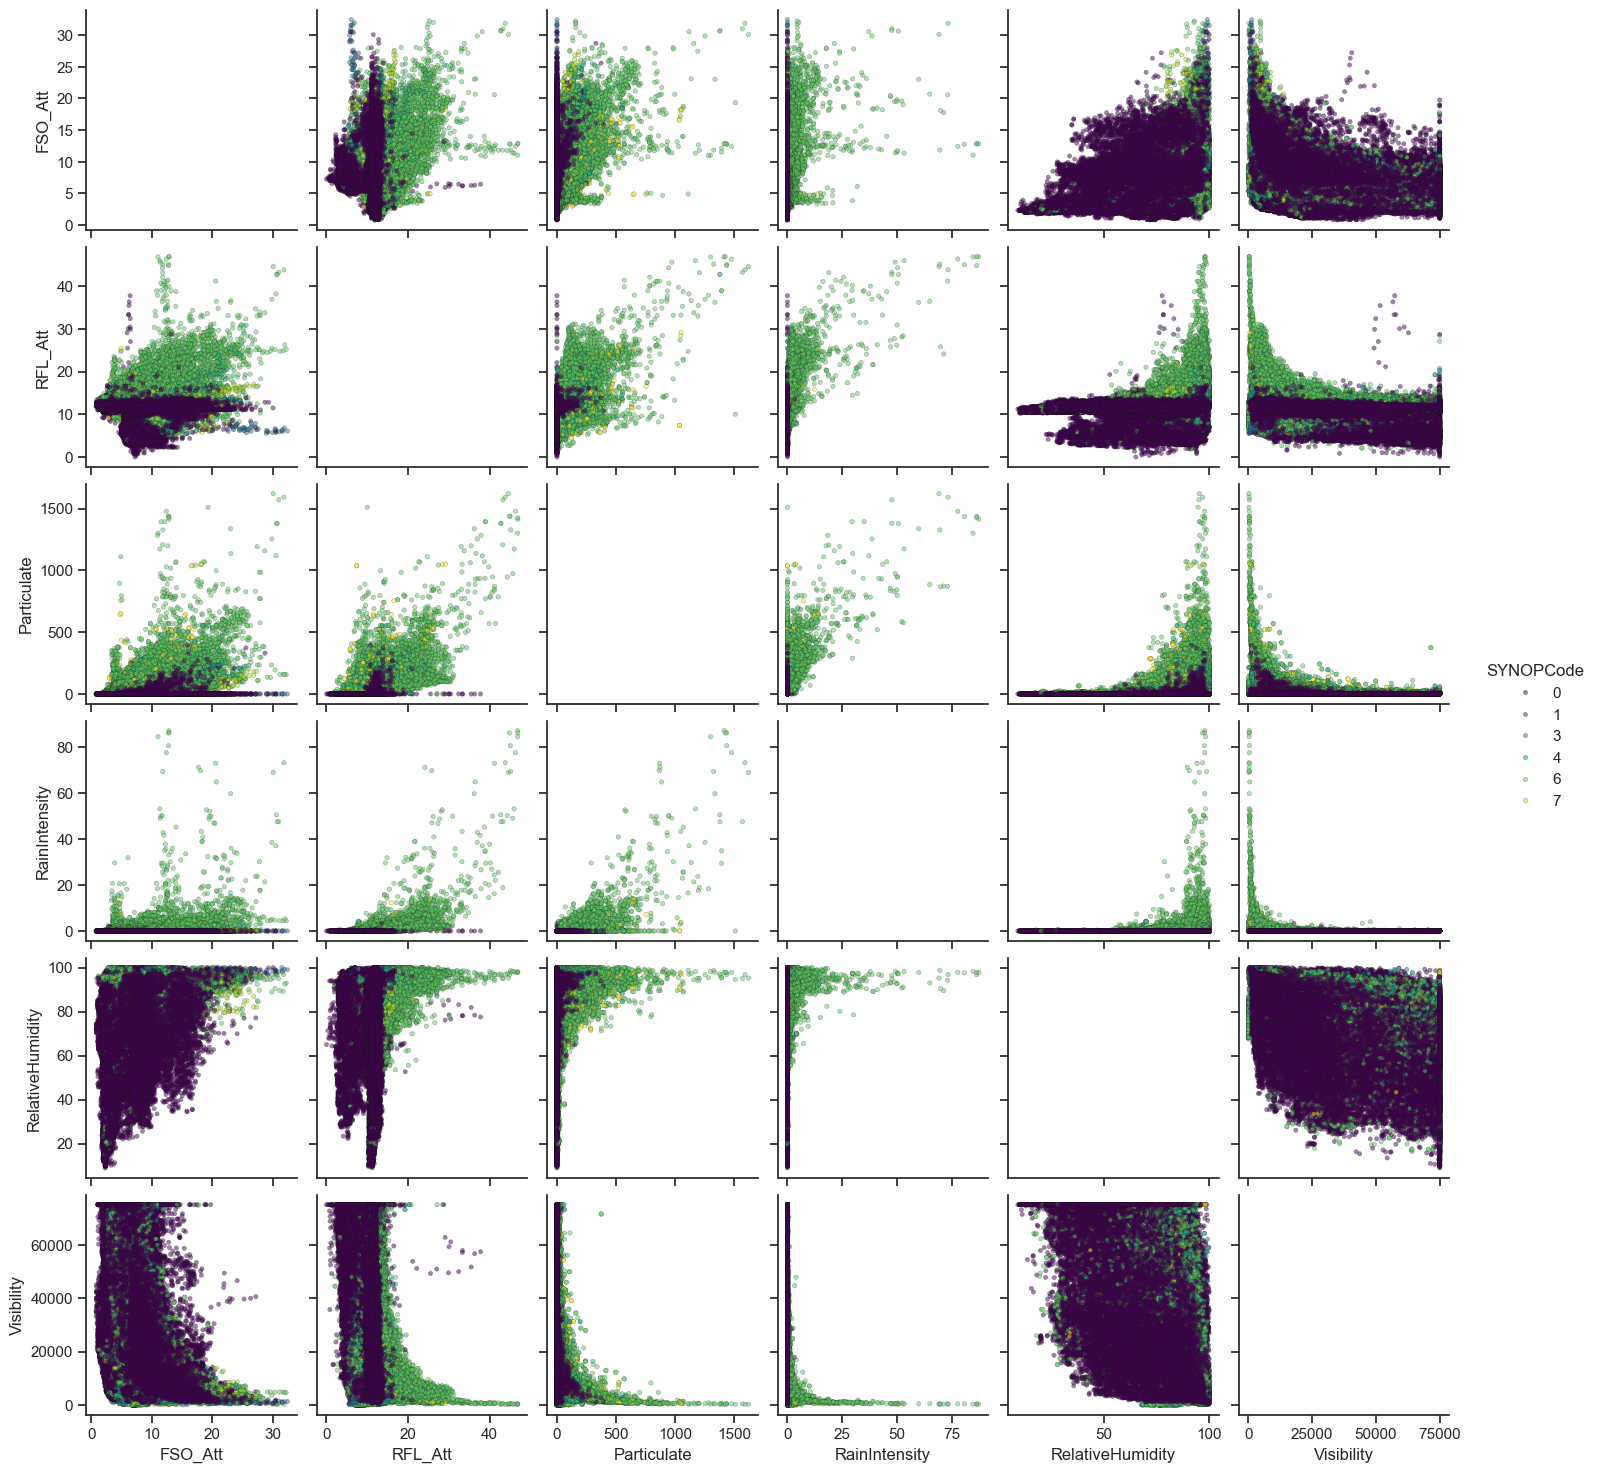 30
25
20
15
10
5
0
FSO_Att
40
30
20
10
0
RFL_Att
1500
1000
500
0
Particulate
SYNOPCode
0
1
3
4
6
7
80
60
40
20
0
RainIntensity
100
80
60
40
20
RelativeHumidity
60000
40000
20000
0
Visibility
0 10 20 30
0 20 40
0 500 1000 1500
0 25 50 75
50 100
0 25000 50000 75000
FSO_Att RFL_Att Particulate RainIntensity RelativeHumidity Visibility